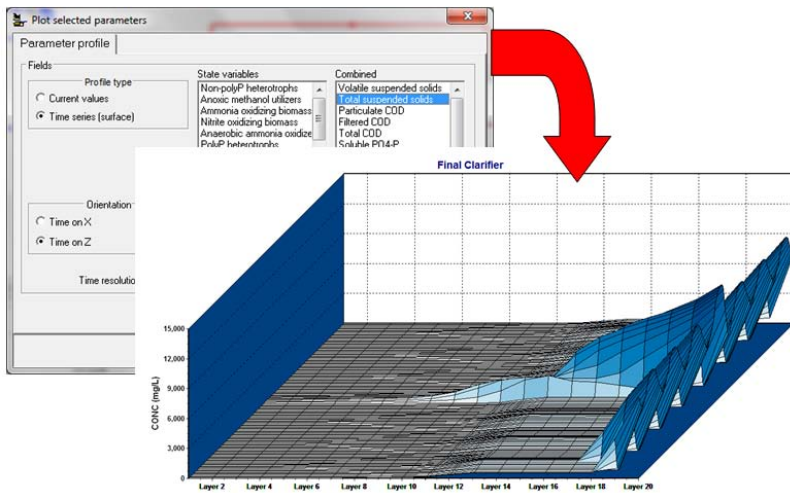 Plot selected parameters
Parameter profile
Fields
Profile type
Current values
Time series (surface)
State variables
Non-polyP heterotrophs
Anoxic methanol utilizers
Ammonia oxidizing biomass
Nitrite oxidizing biomass
Anaerobic ammonia oxidize
PolyP heterotrophs
Combined
Volatile suspended solids
Total suspended solids
Particulate COD
Filtered COD
Total COD
Soluble PO4-P
Orientation
Time on X
Time on Z
Time resolutio
Final Clarifier
CONC (mg/L)
15,000
12,000
9,000
6,000
3,000
0
Layer 2 Layer 4 Layer 6 Layer 8 Layer 10 Layer 12 Layer 14 Layer 16 Layer 18 Layer 20